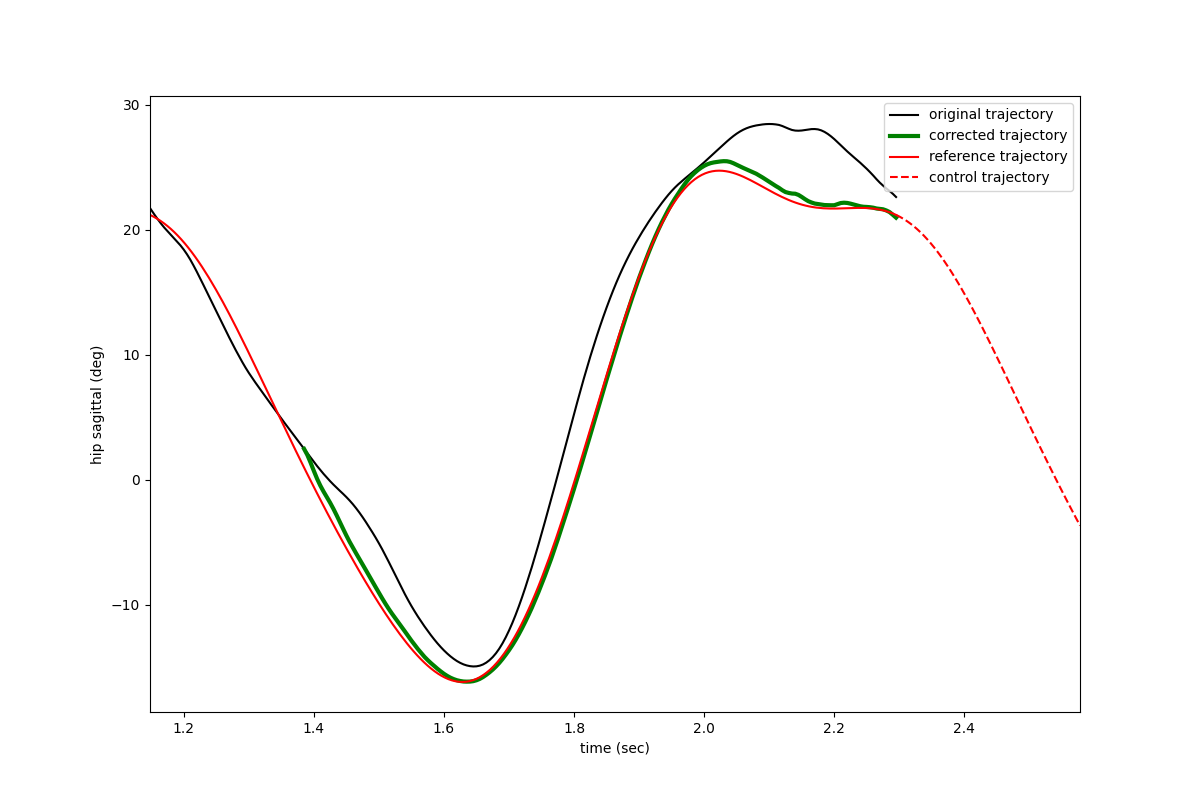 original trajectory
corrected trajectory
reference trajectory
control trajectory
hip sagittal (deg)
30
20
10
0
−10
1.2 1.4 1.6 1.8 2.0 2.2 2.4
time (sec)